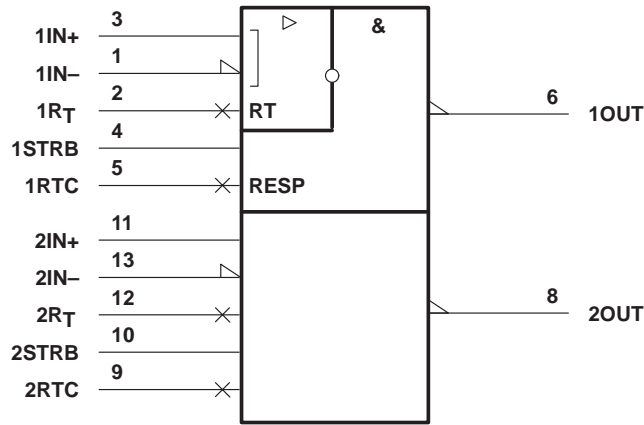 3
1IN+
&
1
1IN–
2
1RT
RT
6
1OUT
4
1STRB
5
1RTC
RESP
11
2IN+
13
2IN–
12
2RT
8
2OUT
10
2STRB
9
2RTC